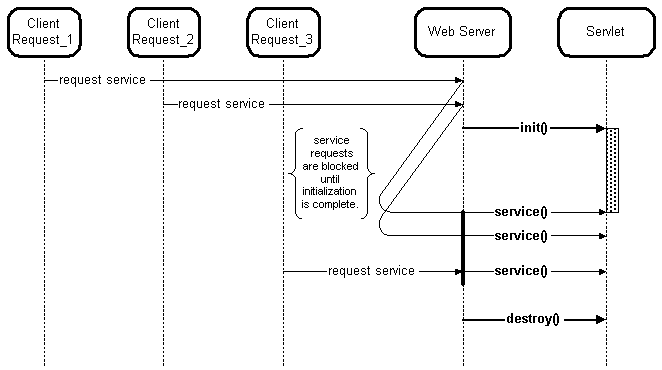 Client
Request_1
Client
Request_2
Client
Request_3
Web Server
Servlet
request service
request service
init()
service
requests
are blocked
until
initialization
is complete.
service()
service()
request service
service()
destroy()